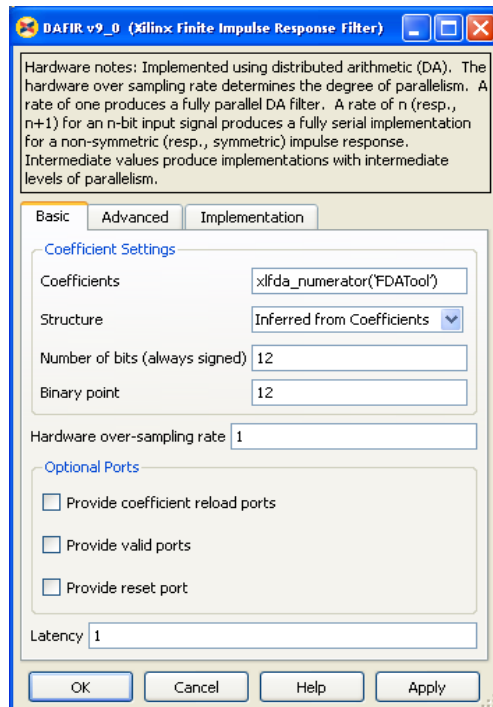 DAFIR v9_0 (Xilinx Finite Impulse Response Filter)
Hardware notes: Implemented using distributed arithmetic (DA). The
hardware over sampling rate determines the degree of parallelism. A
rate of one produces a fully parallel DA filter. A rate of n (resp.,
n+1) for an n-bit input signal produces a fully serial implementation
for a non-symmetric (resp., symmetric) impulse response.
Intermediate values produce implementations with intermediate
levels of parallelism.
Basic Advanced Implementation
Coefficient Settings
Coefficients xlfda_numerator('FDATool')
Structure Inferred from Coefficients
Number of bits (always signed) 12
Binary point 12
Hardware over-sampling rate 1
Optional Ports
Provide coefficient reload ports
Provide valid ports
Provide reset port
Latency 1
OK Cancel Help Apply